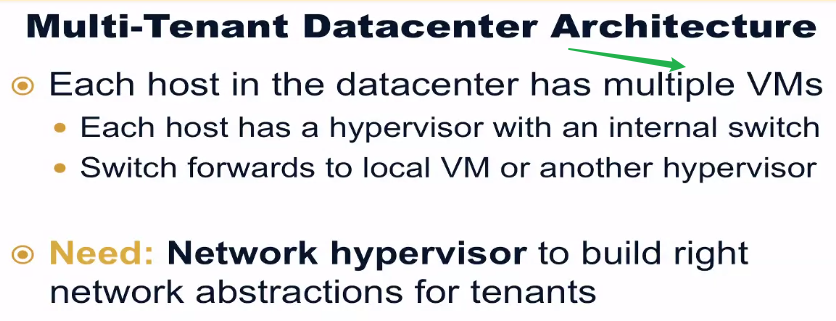 Multi-Tenant Datacenter Architecture
Each host in the datacenter has multiple VMs
Each host has a hypervisor with an internal switch
Switch forwards to local VM or another hypervisor
Need: Network hypervisor to build right
network abstractions for tenants